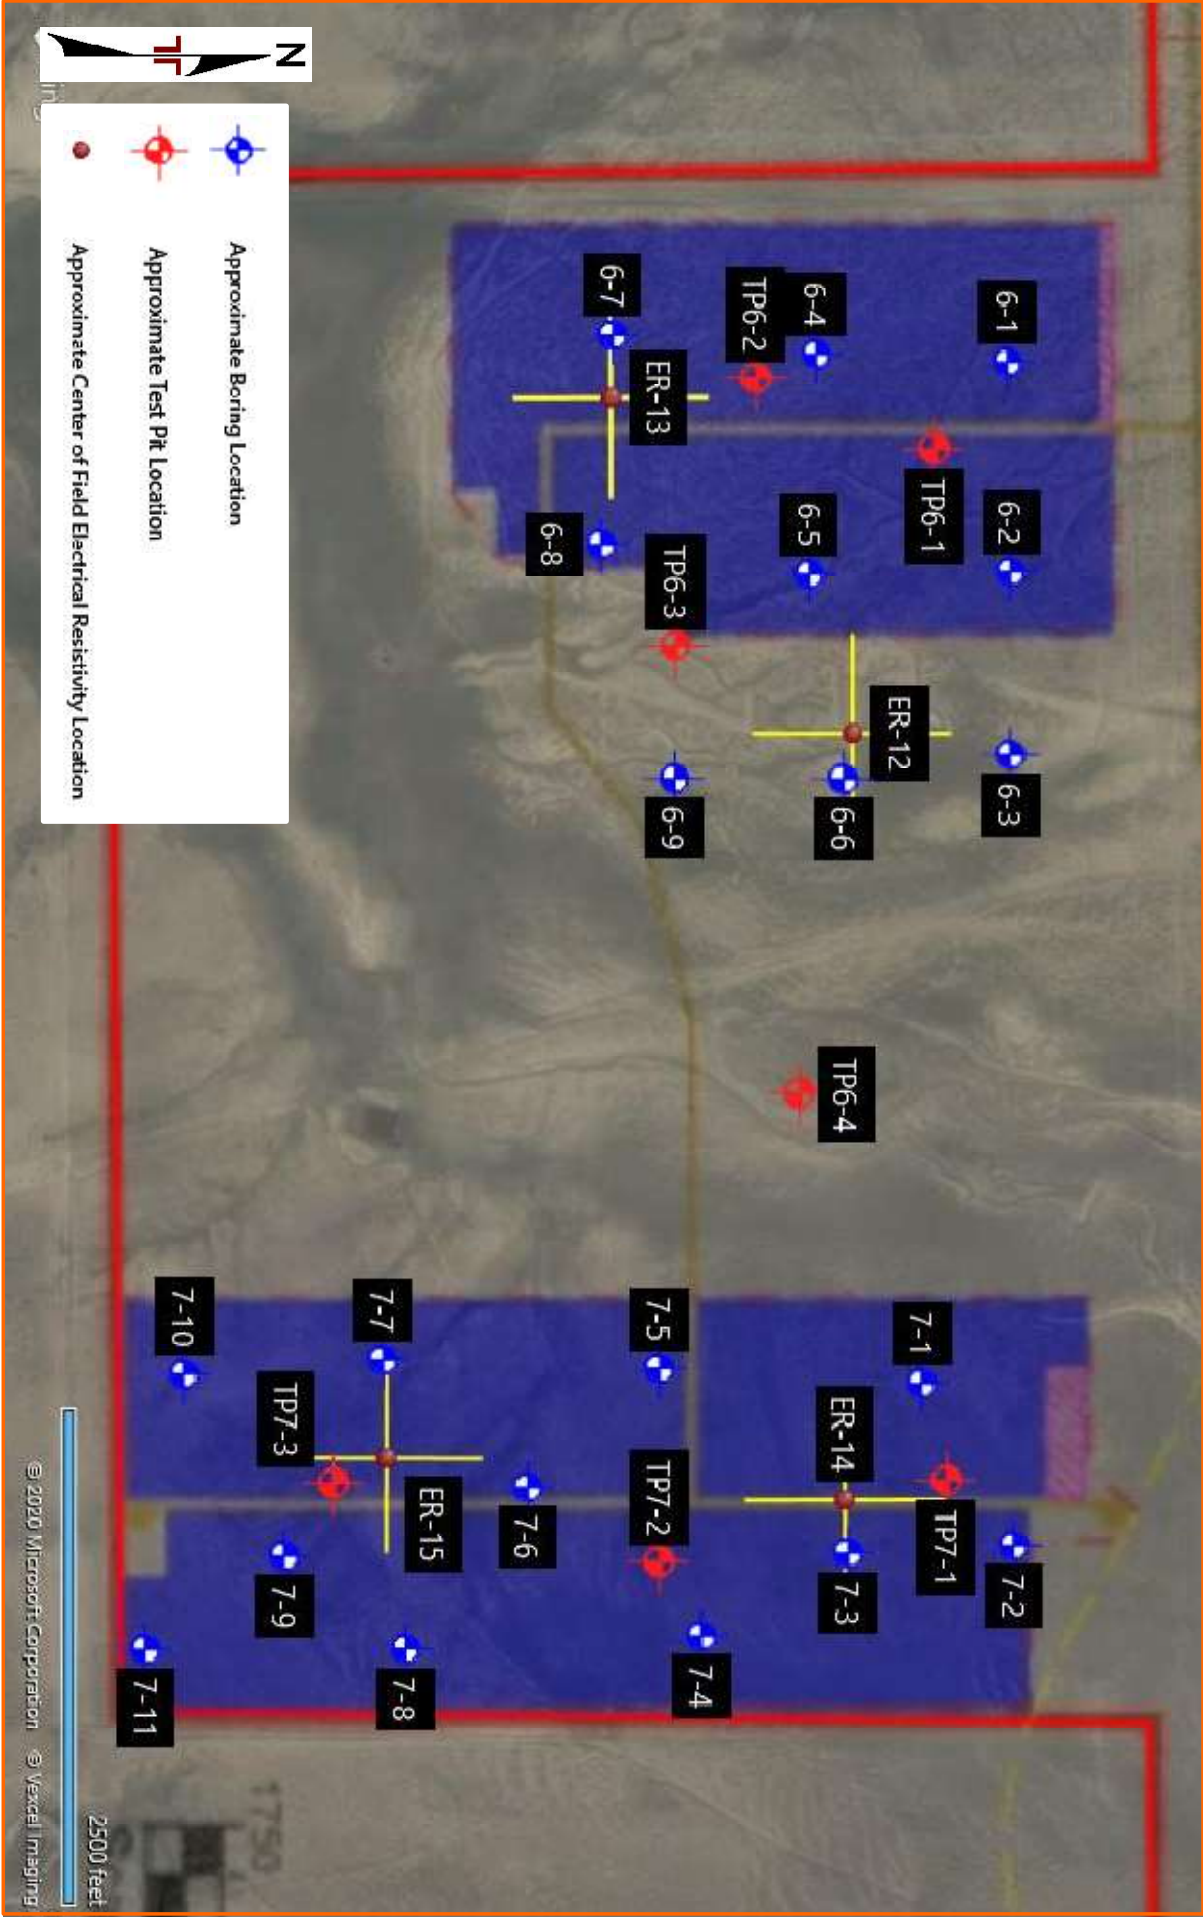 N
Approximate Boring Location
Approximate Test Pit Location
Approximate Center of Field Electrical Resistivity Location
6-1
6-4
TP6-2
6-7
ER-13
6-2
TP6-1
6-5
TP6-3
6-8
6-3
ER-12
6-6
6-9
TP6-4
7-1
7-5
7-7
7-10
ER-14
TP7-3
TP7-2
TP7-1
7-2
7-3
7-6
ER-15
7-9
7-4
7-8
7-11
2500 feet
1750
© 2020 Microsoft Corporation © Vexcel Imaging
ing